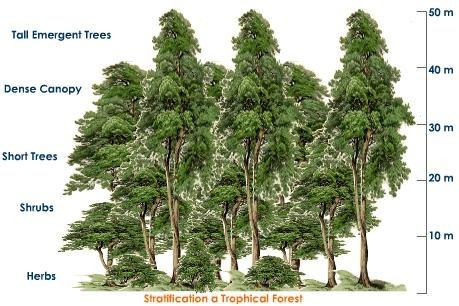 50 m
Tall Emergent Trees
40 m
Dense Canopy
30 m
Short Trees
20 m
Shrubs
10 m
Herbs
Stratification a Trophical Forest